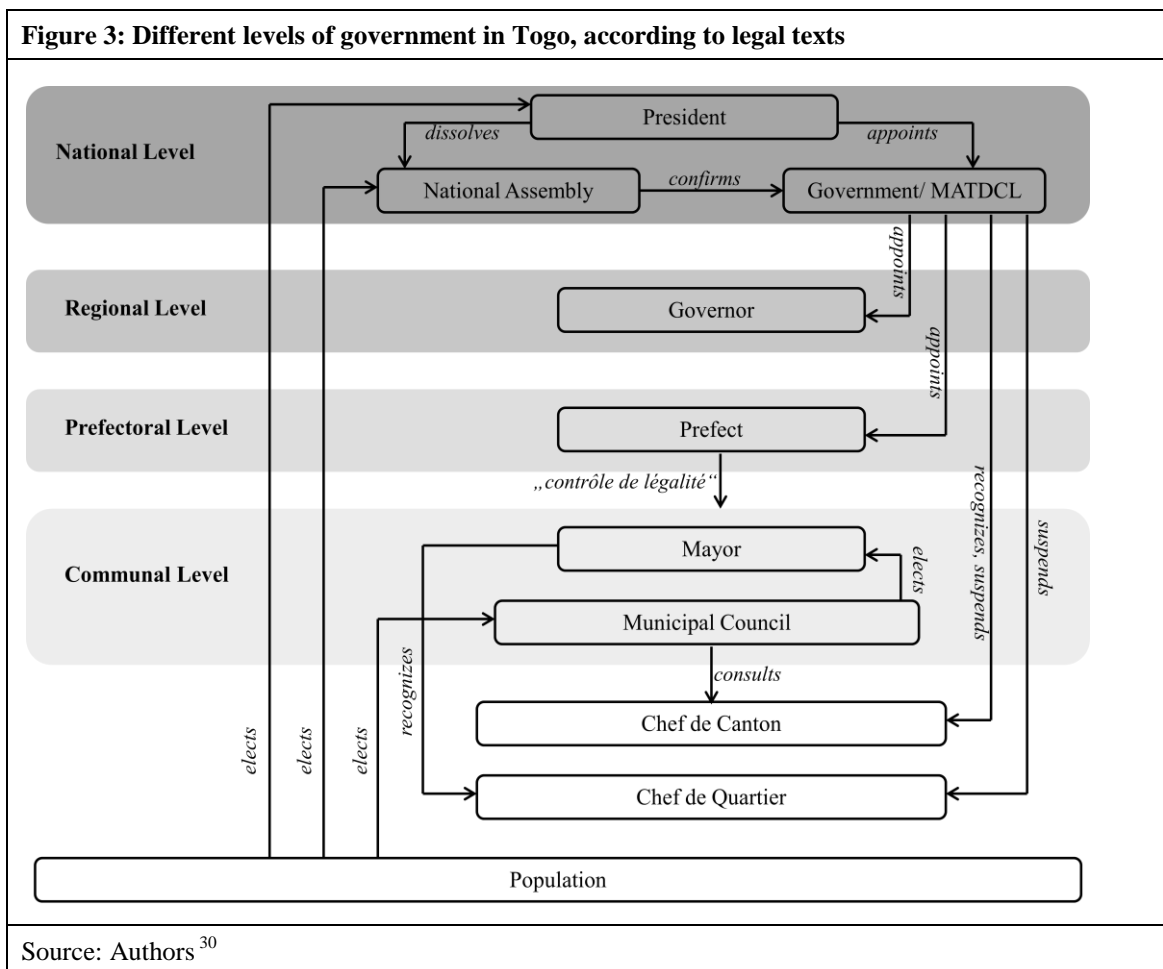 Figure 3: Different levels of government in Togo, according to legal texts
President
dissolves
appoints
National Level
National Assembly
confirms
Government/ MATDCL
appoints
Regional Level
Governor
appoints
Prefectoral Level
Prefect
„contrôle de légalité“
recognizes, suspends
suspends
Mayor
elects
Communal Level
Municipal Council
recognizes
consults
Chef de Canton
elects
elects
elects
Chef de Quartier
Population
Source: Authors 30